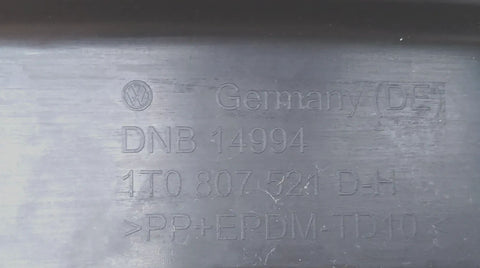 Germany (DE)
DNB 14994
1T0 807 521 D-H
>PP+EPDM-TD10<